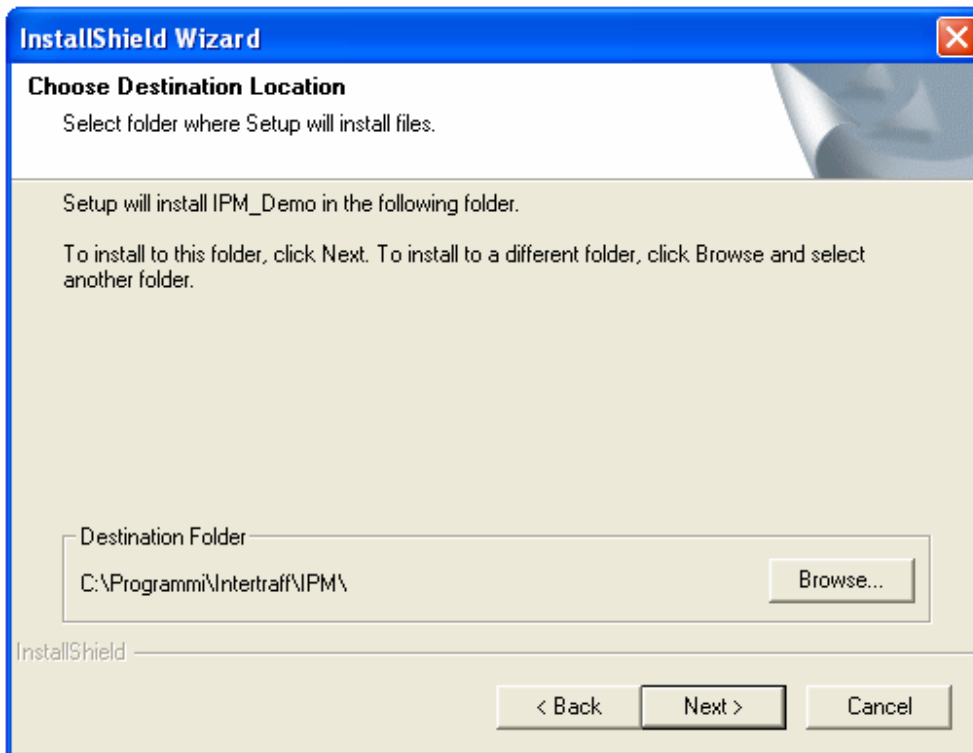 InstallShield Wizard
Choose Destination Location
Select folder where Setup will install files.
Setup will install IPM_Demo in the following folder.
To install to this folder, click Next. To install to a different folder, click Browse and select
another folder.
Destination Folder
C:\Programmi\Intertraff\IPM\
Browse...
InstallShield
< Back
Next >
Cancel